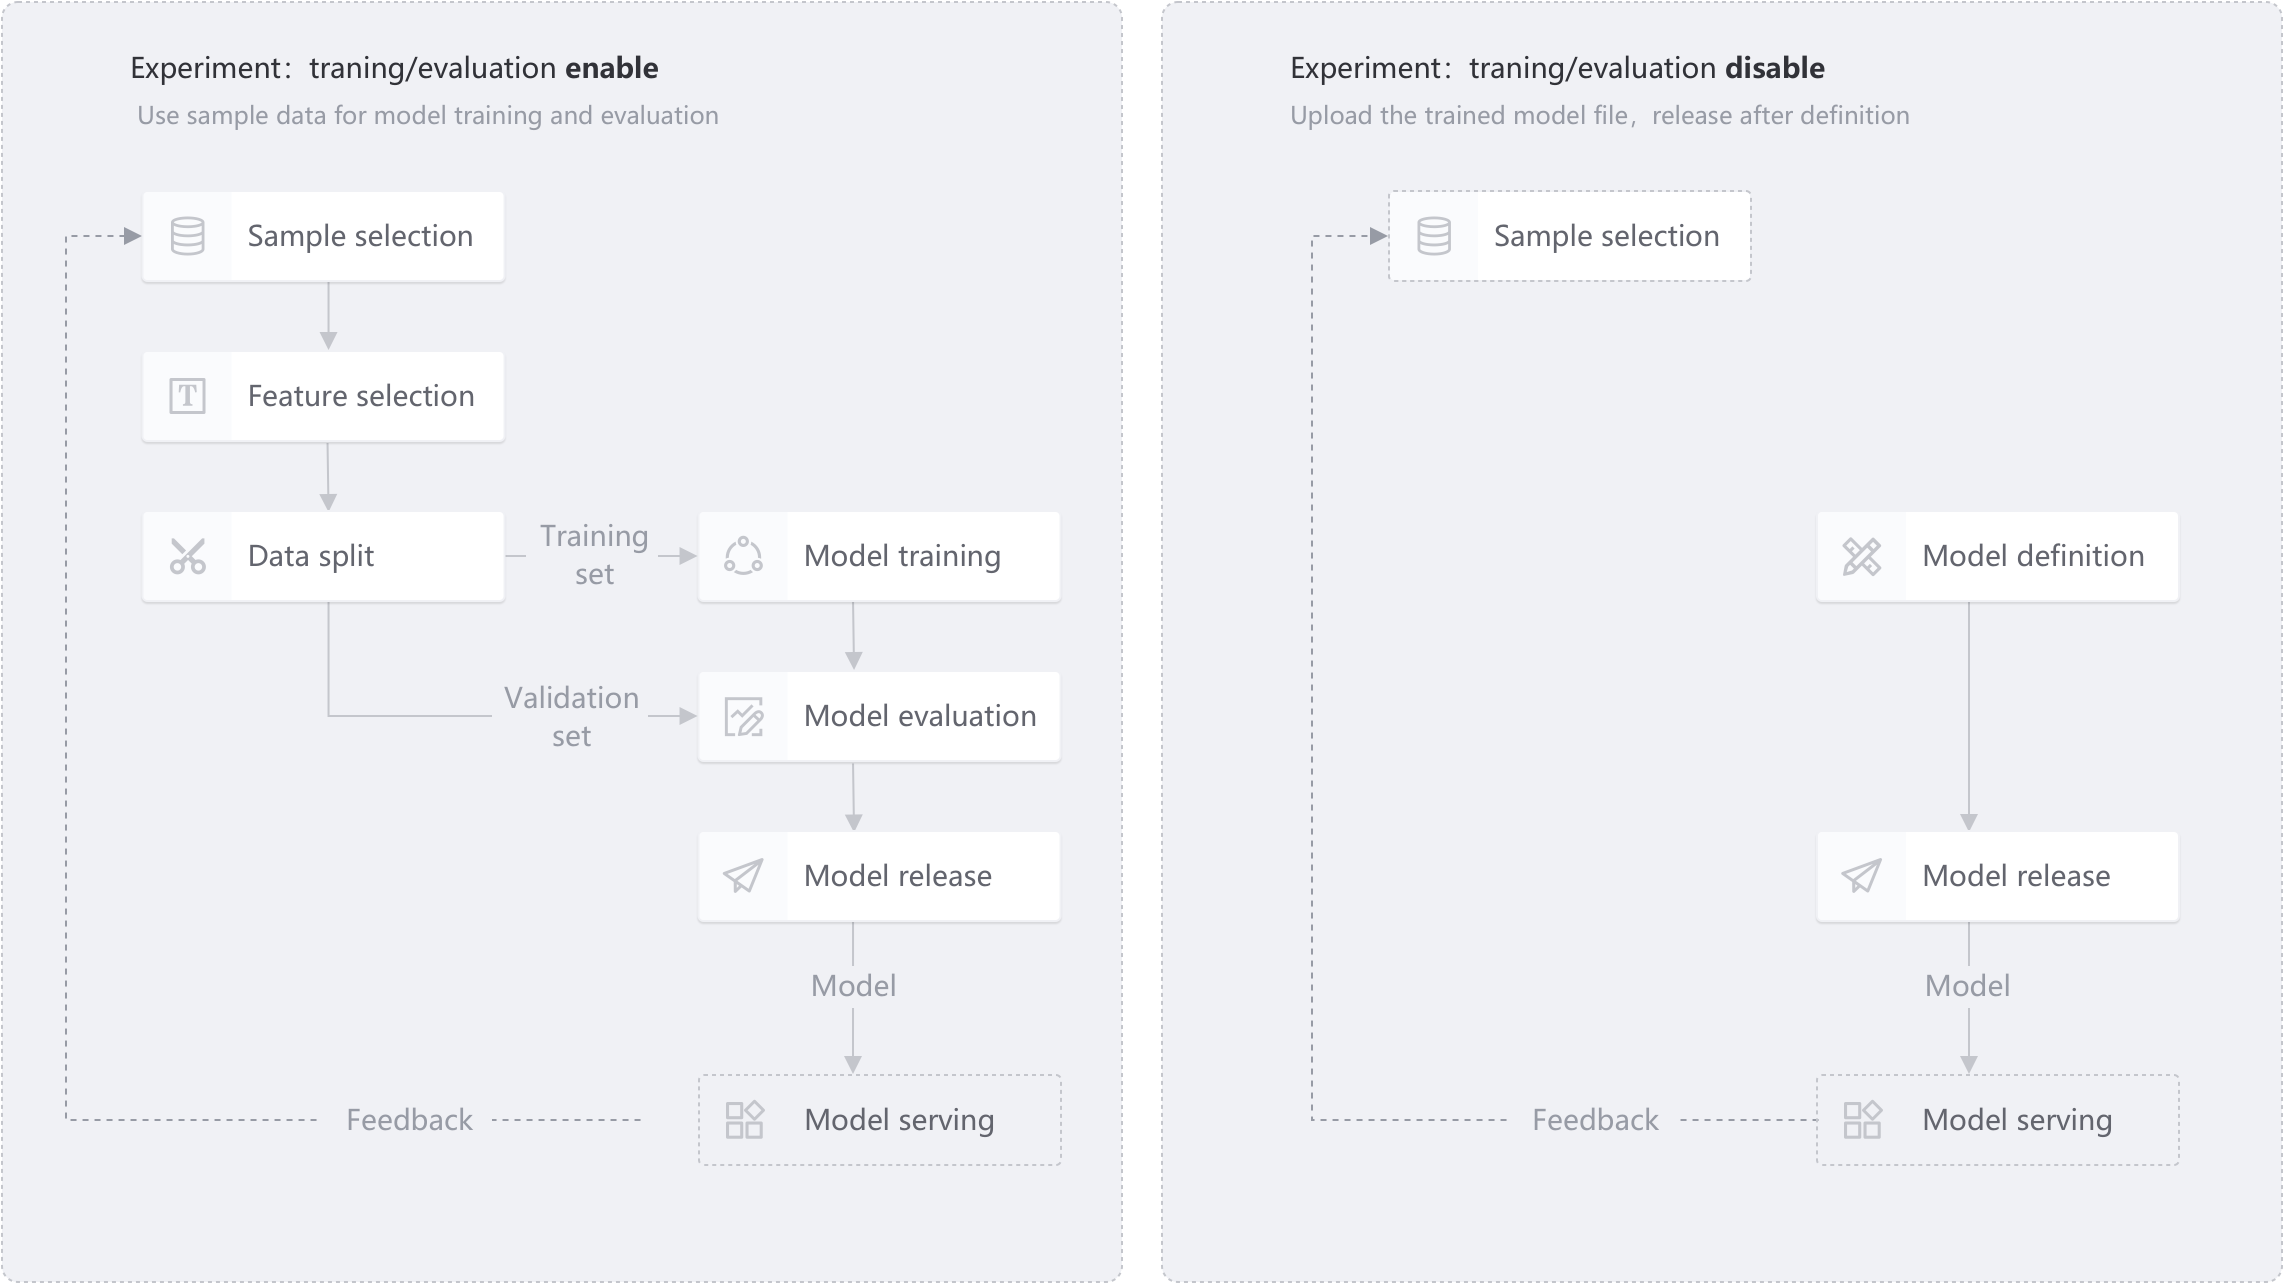 Experiment：traning/evaluation enable
Use sample data for model training and evaluation
Sample selection
Feature selection
Data split
Training
set
Model training
Validation
set
Model evaluation
Model release
Model
Feedback
Model serving
Experiment：traning/evaluation disable
Upload the trained model file，release after definition
Sample selection
Model definition
Model release
Model
Feedback
Model serving